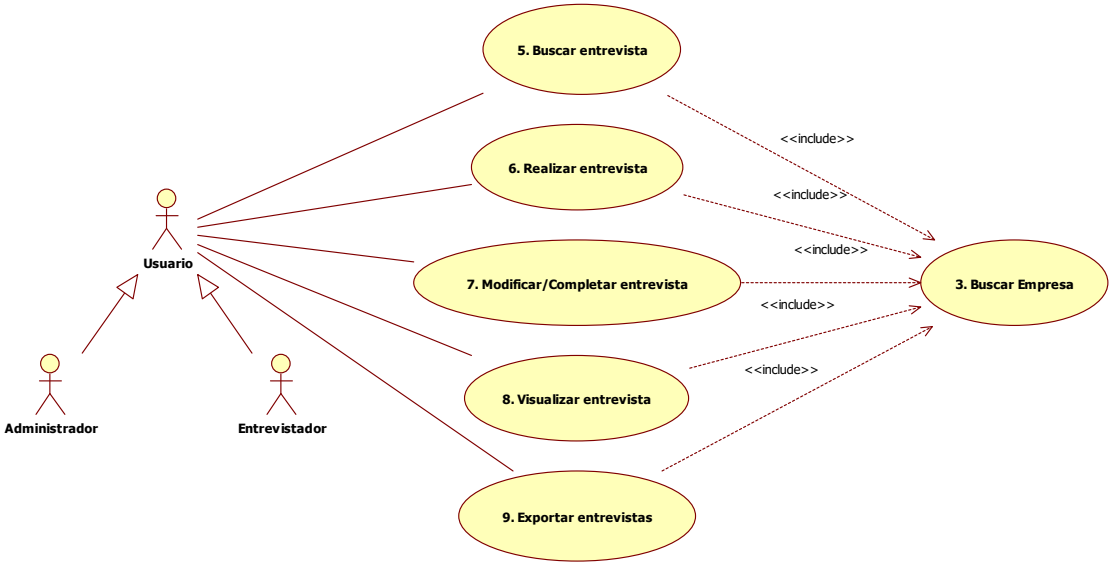 5. Buscar entrevista
<<include>>
6. Realizar entrevista
<<include>>
Usuario
<<include>>
7. Modificar/Completar entrevista
3. Buscar Empresa
<<include>>
<<include>>
8. Visualizar entrevista
Administrador
Entrevistador
9. Exportar entrevistas